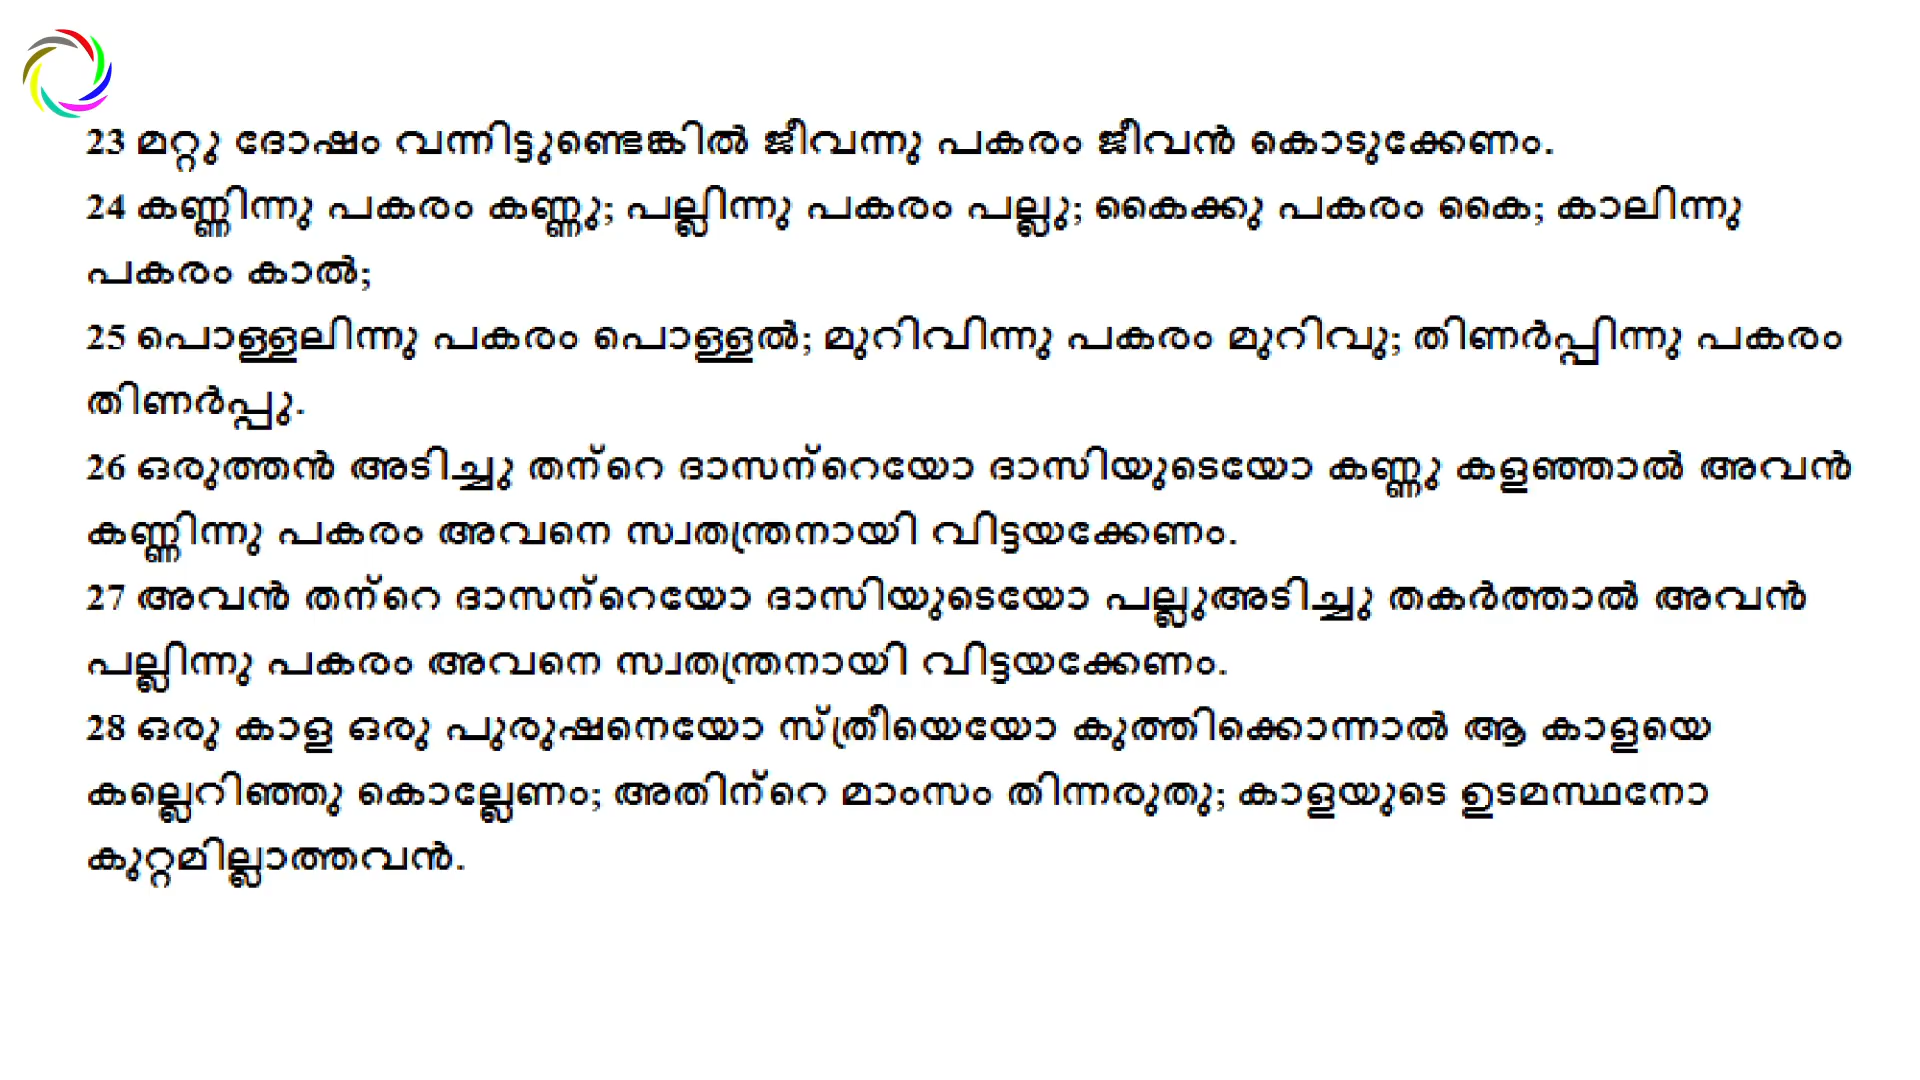 23 മറ്റു ദോഷം വന്നിട്ടുണ്ടെങ്കിൽ ജീവന്നു പകരം ജീവൻ കൊടുക്കേണം.
24 കണ്ണിന്നു പകരം കണ്ണു; പല്ലിന്നു പകരം പല്ലു; കൈക്കു പകരം കൈ; കാലിന്നു
പകരം കാൽ;
25 പൊള്ളലിന്നു പകരം പൊള്ളൽ; മുറിവിന്നു പകരം മുറിവു; തിണർപ്പിന്നു പകരം
തിണർപ്പു.
26 ഒരുത്തൻ അടിച്ചു തന്റെ ദാസന്റെയോ ദാസിയുടെയോ കണ്ണു കളഞ്ഞാൽ അവൻ
കണ്ണിന്നു പകരം അവനെ സ്വതന്ത്രനായി വിട്ടയക്കേണം.
27 അവൻ തന്റെ ദാസന്റെയോ ദാസിയുടെയോ പല്ലുഅടിച്ചു തകർത്താൽ അവൻ
പല്ലിന്നു പകരം അവനെ സ്വതന്ത്രനായി വിട്ടയക്കേണം.
28 ഒരു കാള ഒരു പുരുഷനെയോ സ്ത്രീയെയോ കുത്തിക്കൊന്നാൽ ആ കാളയെ
കല്ലെറിഞ്ഞു കൊല്ലേണം; അതിന്റെ മാംസം തിന്നരുതു; കാളയുടെ ഉടമസ്ഥനോ
കുറ്റമില്ലാത്തവൻ.